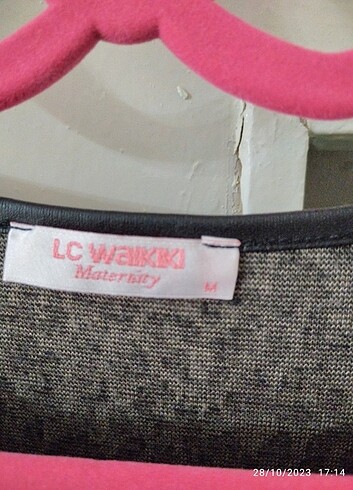 LC WAIKIKI
Maternity
M
28/10/2023 17:14